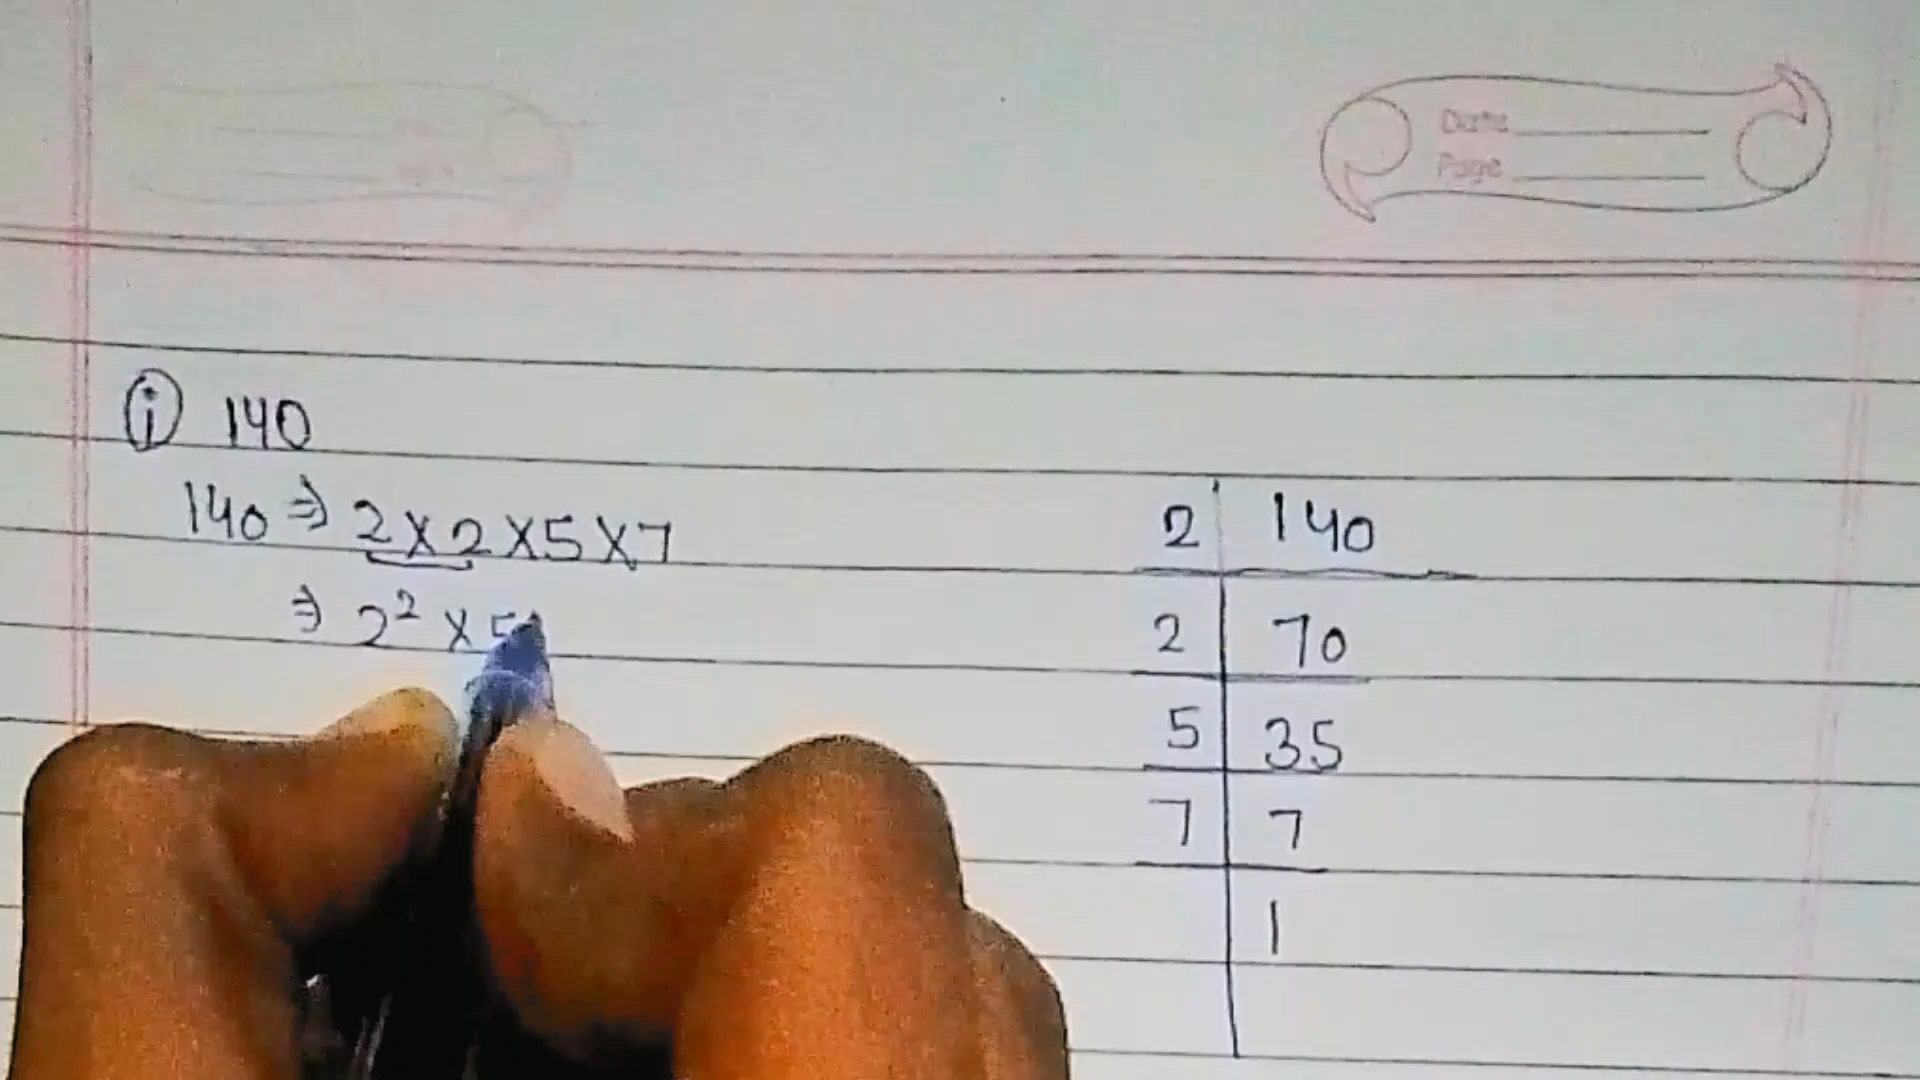 Date
Page
i 140
140 ⇒ 2×2×5×7
⇒ 2² × 5
2 | 140
2 | 70
5 | 35
7 | 7
| 1